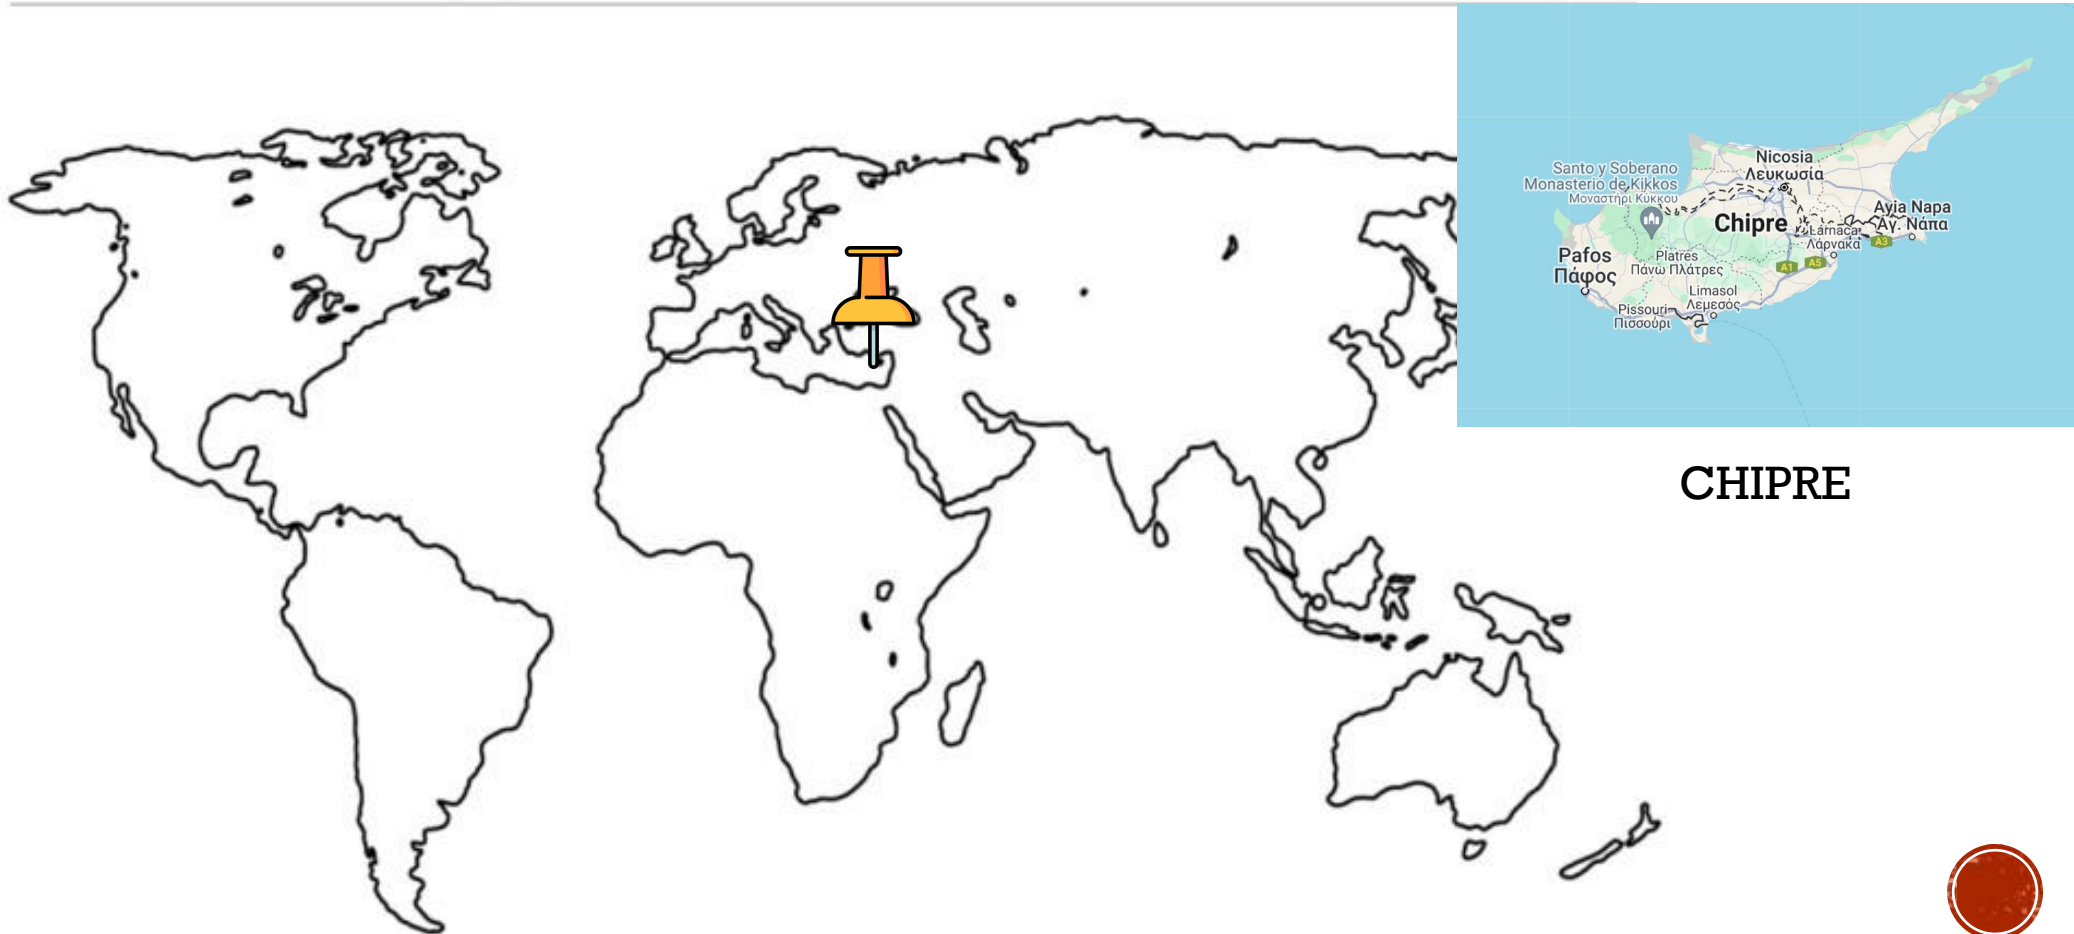 Nicosia
Λευκωσία
Santo y Soberano
Monasterio de Kikkos
Μοναστήρι Κύκκου
Chipre
Ayia Napa
Αγ. Νάπα
Lárnaca
Λάρνακα
A3
Pafos
Πάφος
Platres
Πάνω Πλάτρες
A1
A5
Limasol
Λεμεσός
Pissouri
Πισσούρι
CHIPRE